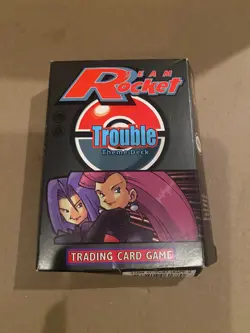 TEAM
Rocket
Trouble
Theme Deck
TRADING CARD GAME